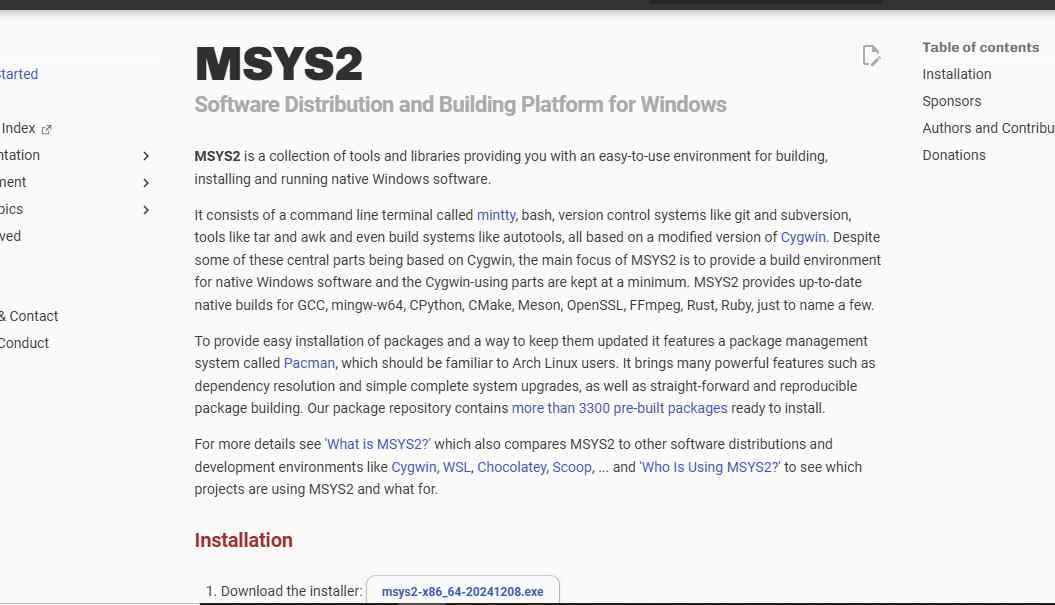 Started
Index
ntation
ment
pics
ved
& Contact
Conduct
MSYS2
Software Distribution and Building Platform for Windows
MSYS2 is a collection of tools and libraries providing you with an easy-to-use environment for building,
installing and running native Windows software.
It consists of a command line terminal called mintty, bash, version control systems like git and subversion,
tools like tar and awk and even build systems like autotools, all based on a modified version of Cygwin. Despite
some of these central parts being based on Cygwin, the main focus of MSYS2 is to provide a build environment
for native Windows software and the Cygwin-using parts are kept at a minimum. MSYS2 provides up-to-date
native builds for GCC, mingw-w64, CPython, CMake, Meson, OpenSSL, FFmpeg, Rust, Ruby, just to name a few.
To provide easy installation of packages and a way to keep them updated it features a package management
system called Pacman, which should be familiar to Arch Linux users. It brings many powerful features such as
dependency resolution and simple complete system upgrades, as well as straight-forward and reproducible
package building. Our package repository contains more than 3300 pre-built packages ready to install.
For more details see 'What is MSYS2?' which also compares MSYS2 to other software distributions and
development environments like Cygwin, WSL, Chocolatey, Scoop, ... and 'Who Is Using MSYS2?' to see which
projects are using MSYS2 and what for.
Installation
1. Download the installer: msys2-x86_64-20241208.exe
Table of contents
Installation
Sponsors
Authors and Contribu
Donations